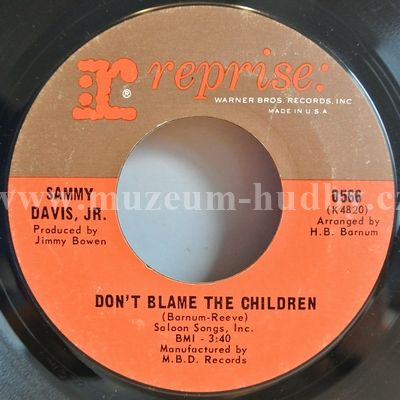 r® reprise:
WARNER BROS. RECORDS, INC
MADE IN U.S.A.
www.muzeum-hudby.cz
SAMMY
DAVIS, JR.
Produced by
Jimmy Bowen
0566
(K4820)
Arranged by
H.B. Barnum
DON'T BLAME THE CHILDREN
(Barnum-Reeve)
Saloon Songs, Inc.
BMI - 3:40
Manufactured by
M.B.D. Records